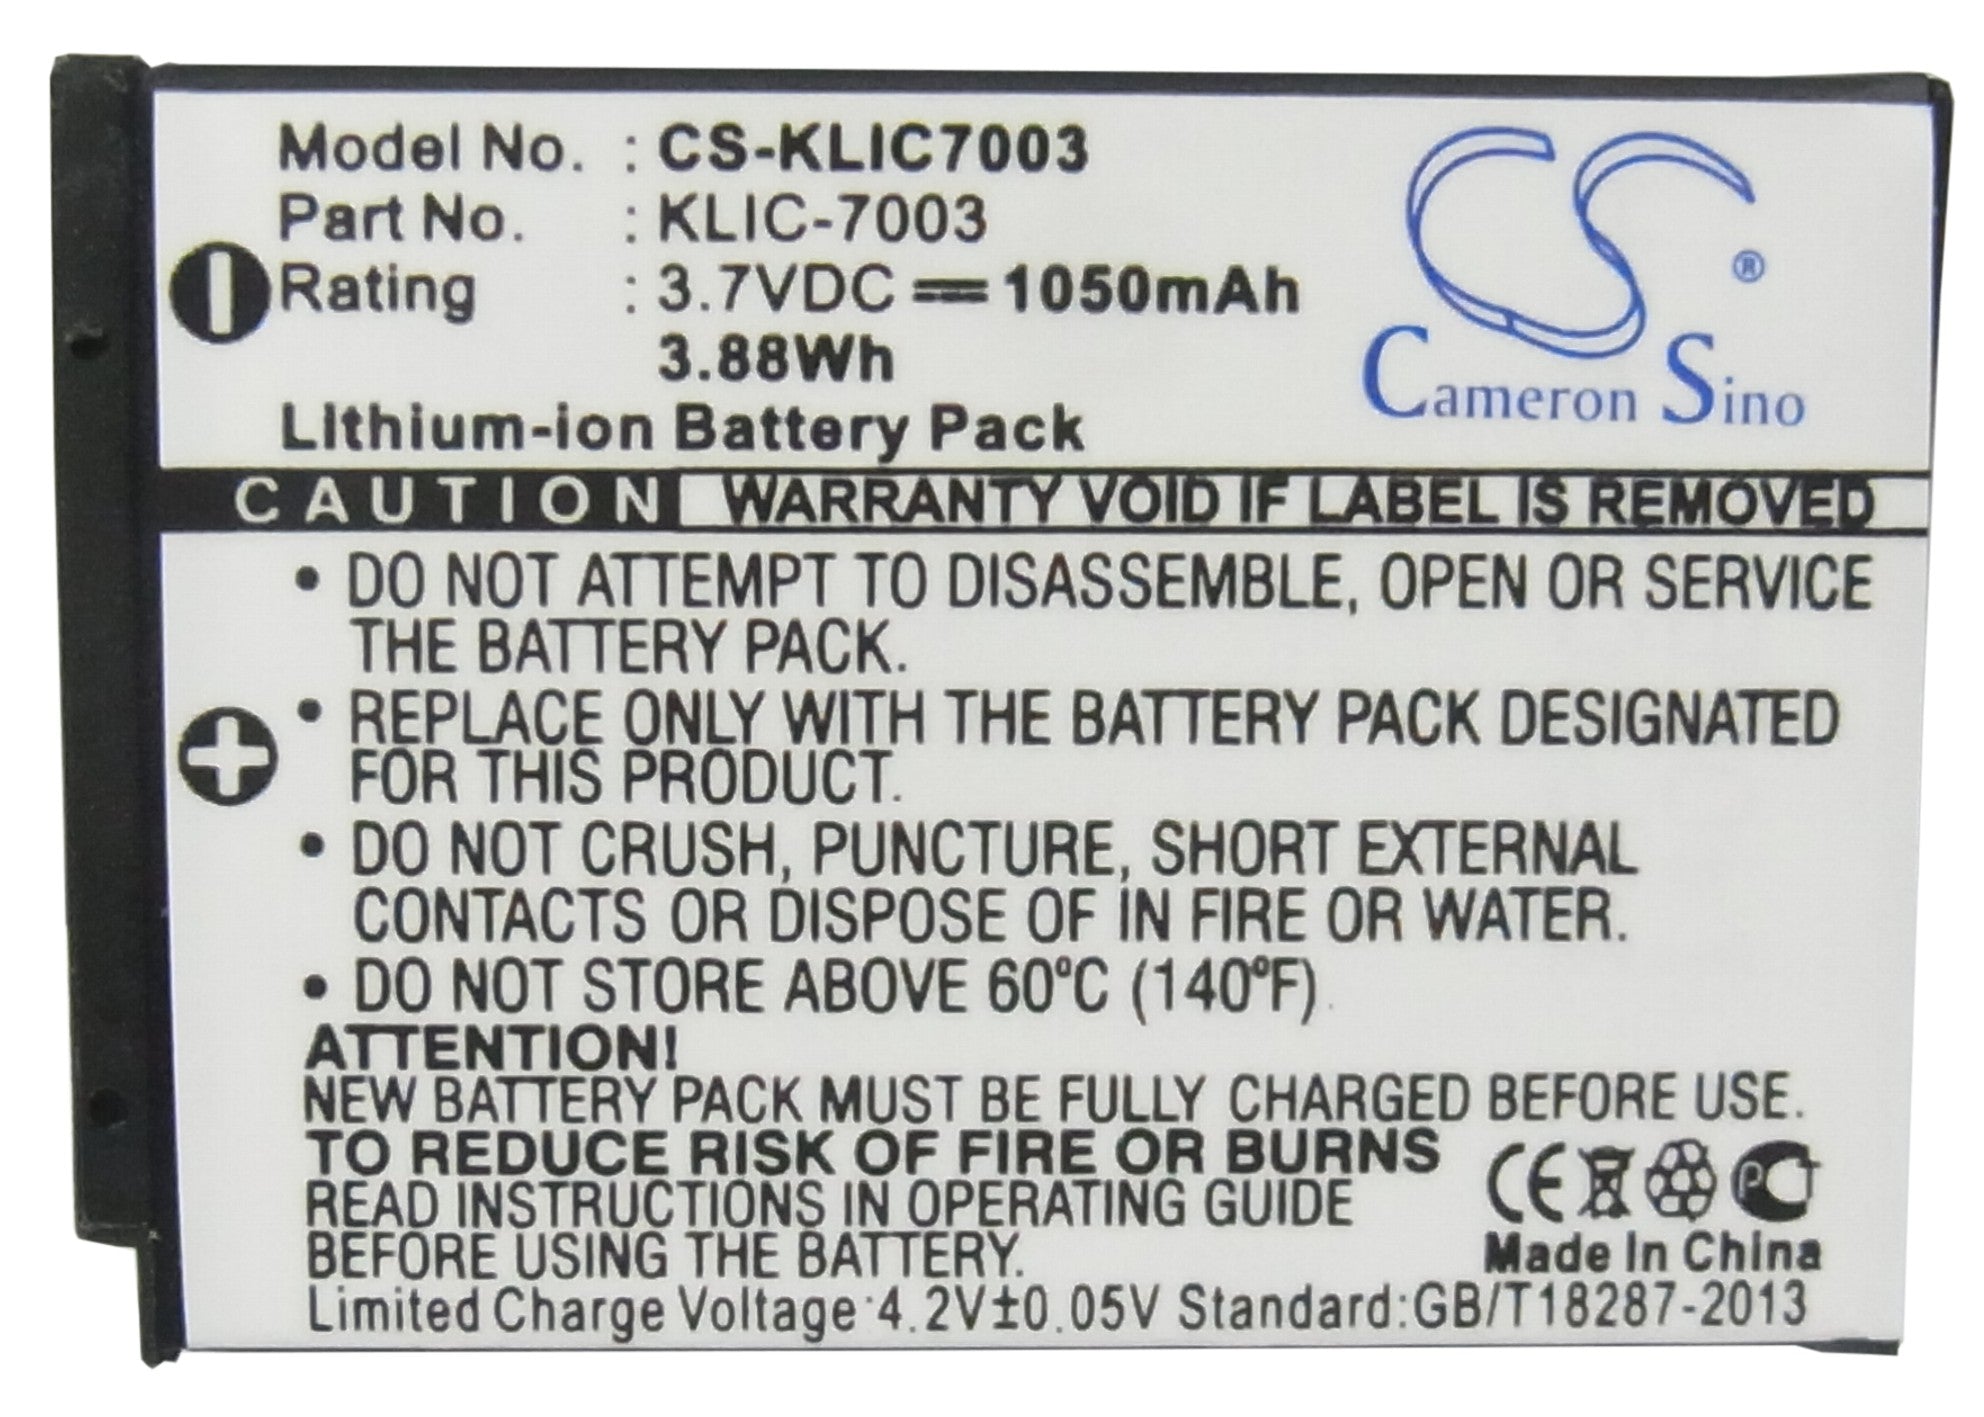 Model No. : CS-KLIC7003
Part No. : KLIC-7003
Rating : 3.7VDC ⎓ 1050mAh
3.88Wh
Lithium-ion Battery Pack
CS ®
Cameron Sino
CAUTION WARRANTY VOID IF LABEL IS REMOVED
• DO NOT ATTEMPT TO DISASSEMBLE, OPEN OR SERVICE
THE BATTERY PACK.
• REPLACE ONLY WITH THE BATTERY PACK DESIGNATED
FOR THIS PRODUCT.
• DO NOT CRUSH, PUNCTURE, SHORT EXTERNAL
CONTACTS OR DISPOSE OF IN FIRE OR WATER.
• DO NOT STORE ABOVE 60°C (140°F)
ATTENTION!
NEW BATTERY PACK MUST BE FULLY CHARGED BEFORE USE.
TO REDUCE RISK OF FIRE OR BURNS
READ INSTRUCTIONS IN OPERATING GUIDE
BEFORE USING THE BATTERY.
CE PCT
Made In China
Limited Charge Voltage:4.2V±0.05V Standard:GB/T18287-2013